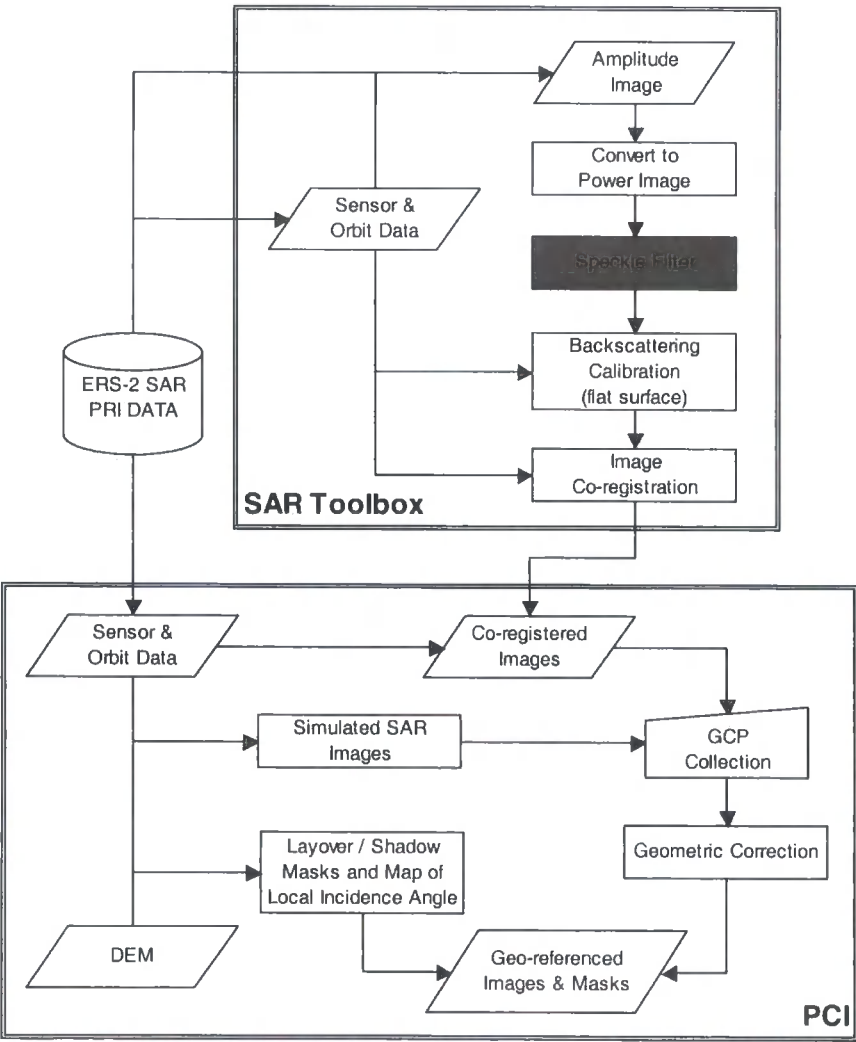 Amplitude
Image
Convert to
Power Image
Sensor &
Orbit Data
Speckle Filter
Backscattering
Calibration
(flat surface)
ERS-2 SAR
PRI DATA
Image
Co-registration
SAR Toolbox
Sensor &
Orbit Data
Co-registered
Images
Simulated SAR
Images
GCP
Collection
Layover / Shadow
Masks and Map of
Local Incidence Angle
Geometric Correction
DEM
Geo-referenced
Images & Masks
PCI